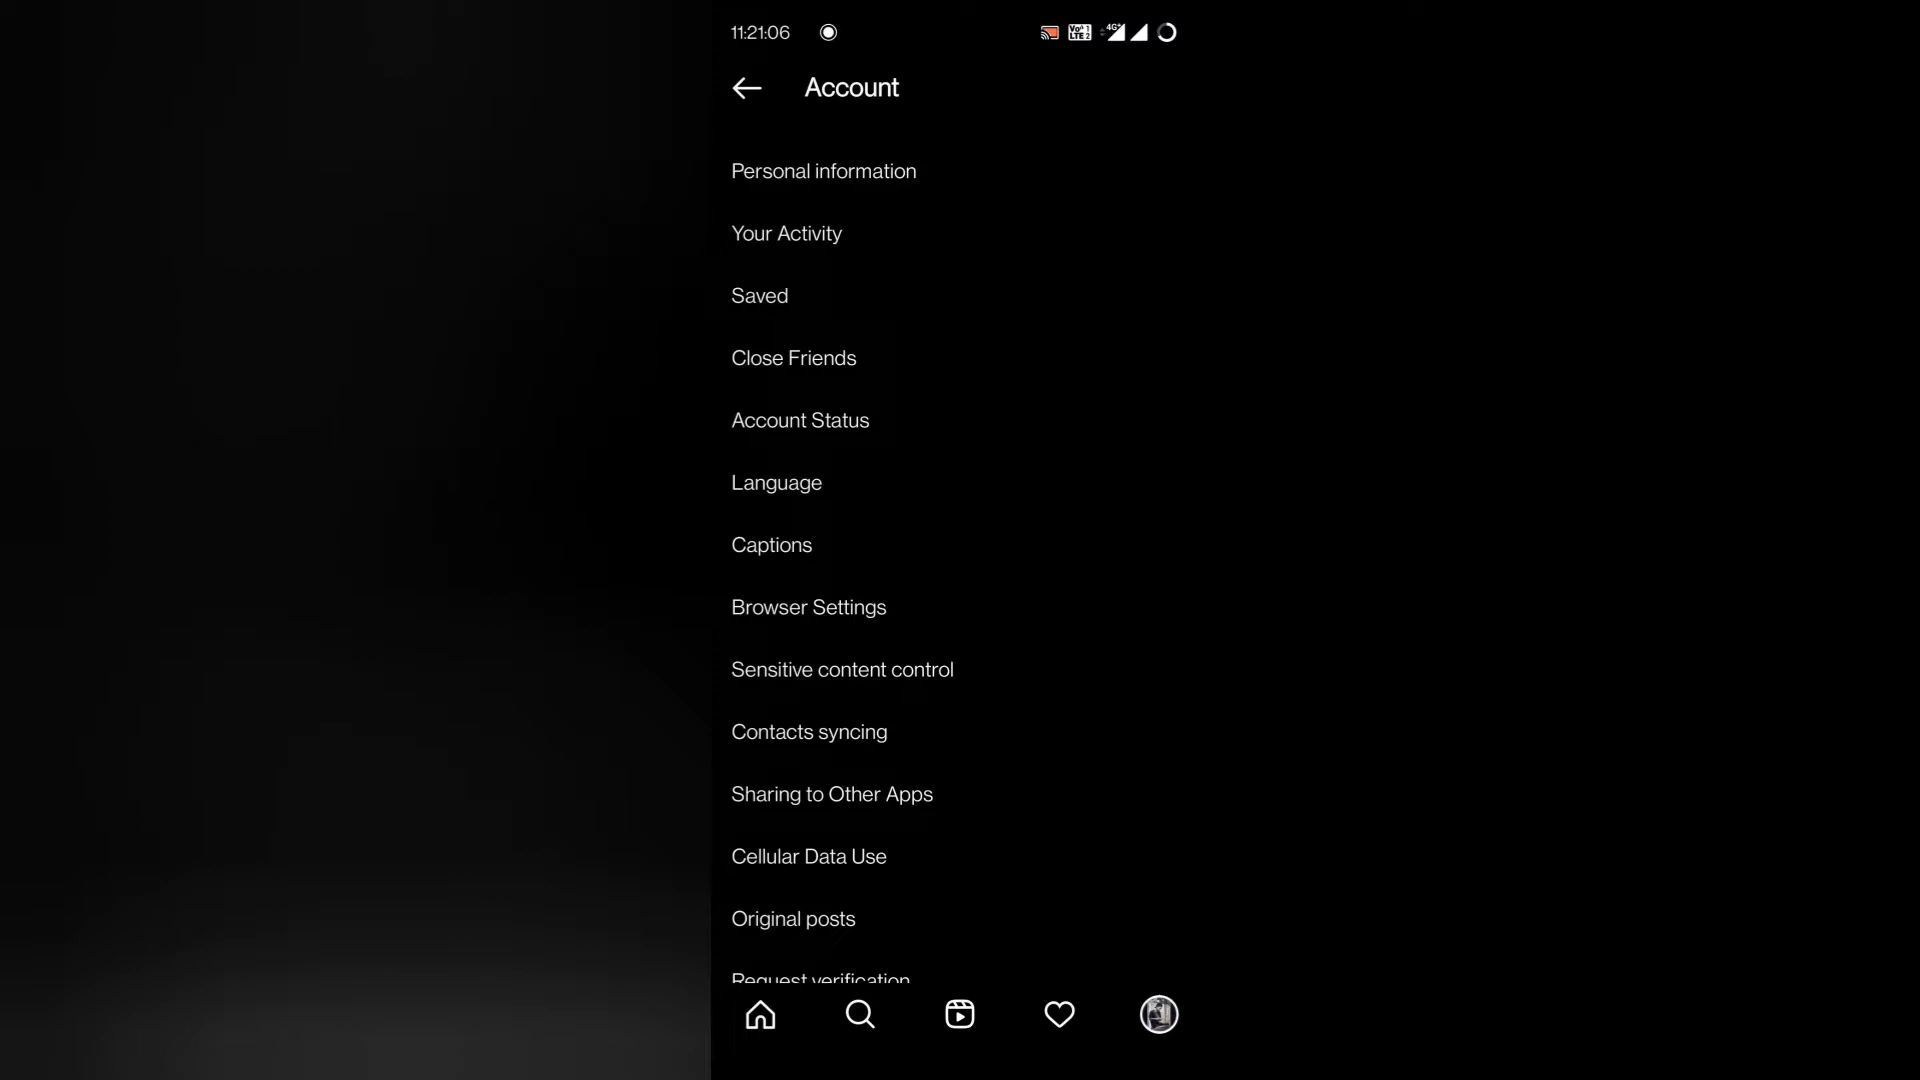 11:21:06
4G+
Account
Personal information
Your Activity
Saved
Close Friends
Account Status
Language
Captions
Browser Settings
Sensitive content control
Contacts syncing
Sharing to Other Apps
Cellular Data Use
Original posts
Request verification